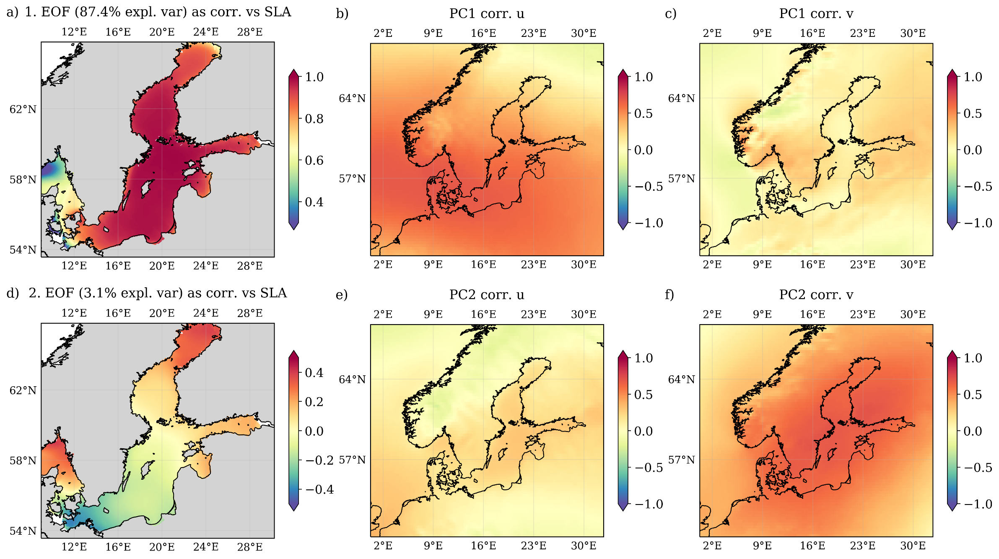 a) 1. EOF (87.4% expl. var) as corr. vs SLA
12°E 16°E 20°E 24°E 28°E
62°N
58°N
54°N
12°E 16°E 20°E 24°E 28°E
1.0
0.8
0.6
0.4
b) PC1 corr. u
2°E 9°E 16°E 23°E 30°E
64°N
57°N
2°E 9°E 16°E 23°E 30°E
1.0
0.5
0.0
−0.5
−1.0
c) PC1 corr. v
2°E 9°E 16°E 23°E 30°E
64°N
57°N
2°E 9°E 16°E 23°E 30°E
1.0
0.5
0.0
−0.5
−1.0
d) 2. EOF (3.1% expl. var) as corr. vs SLA
12°E 16°E 20°E 24°E 28°E
62°N
58°N
54°N
12°E 16°E 20°E 24°E 28°E
0.4
0.2
0.0
−0.2
−0.4
e) PC2 corr. u
2°E 9°E 16°E 23°E 30°E
64°N
57°N
2°E 9°E 16°E 23°E 30°E
1.0
0.5
0.0
−0.5
−1.0
f) PC2 corr. v
2°E 9°E 16°E 23°E 30°E
64°N
57°N
2°E 9°E 16°E 23°E 30°E
1.0
0.5
0.0
−0.5
−1.0